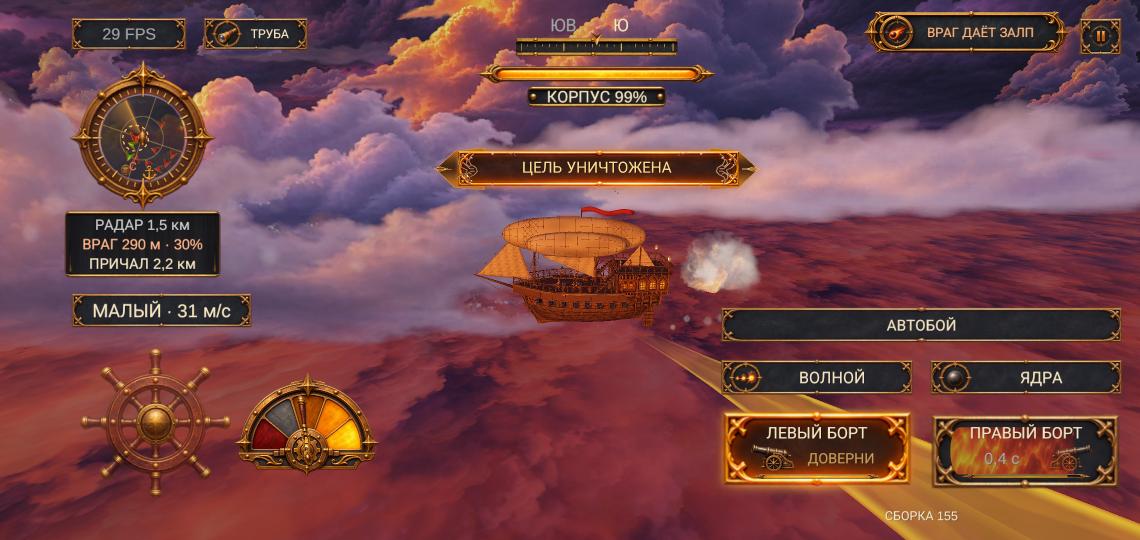 29 FPS
ТРУБА
ЮВ Ю
ВРАГ ДАЁТ ЗАЛП
КОРПУС 99%
ЦЕЛЬ УНИЧТОЖЕНА
С
РАДАР 1,5 км
ВРАГ 290 м · 30%
ПРИЧАЛ 2,2 км
МАЛЫЙ · 31 м/с
АВТОБОЙ
ВОЛНОЙ
ЯДРА
ЛЕВЫЙ БОРТ
ДОВЕРНИ
ПРАВЫЙ БОРТ
0,4 с
СБОРКА 155